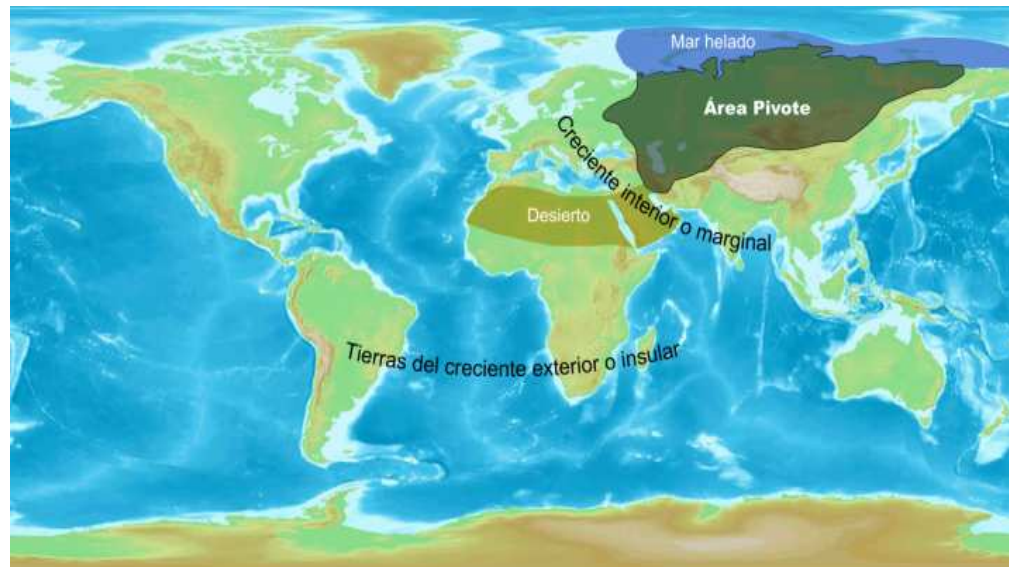 Mar helado
Área Pivote
Creciente interior o marginal
Desierto
Tierras del creciente exterior o insular